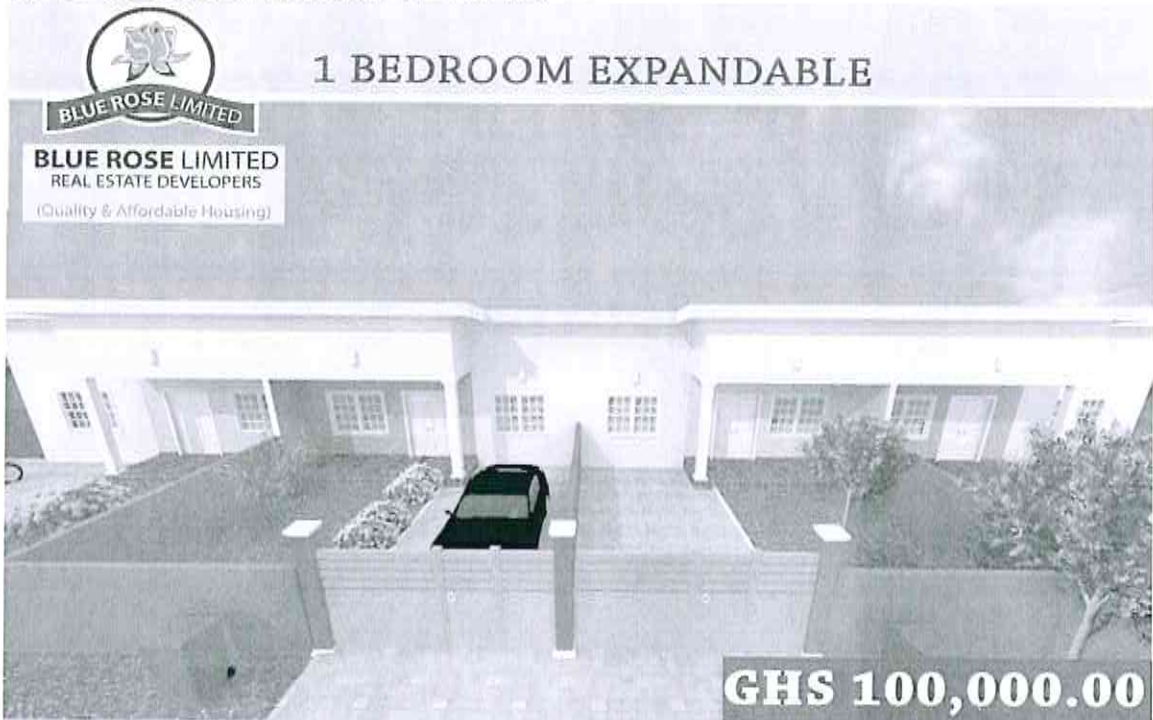 1 BEDROOM EXPANDABLE
BLUE ROSE LIMITED
BLUE ROSE LIMITED
REAL ESTATE DEVELOPERS
(Quality & Affordable Housing)
GHS 100,000.00